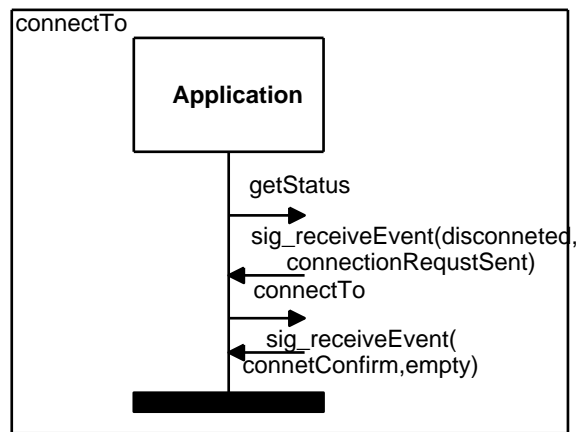 connectTo
Application
getStatus
sig_receiveEvent(disconneted,
connectionRequstSent)
connectTo
sig_receiveEvent(
connetConfirm,empty)